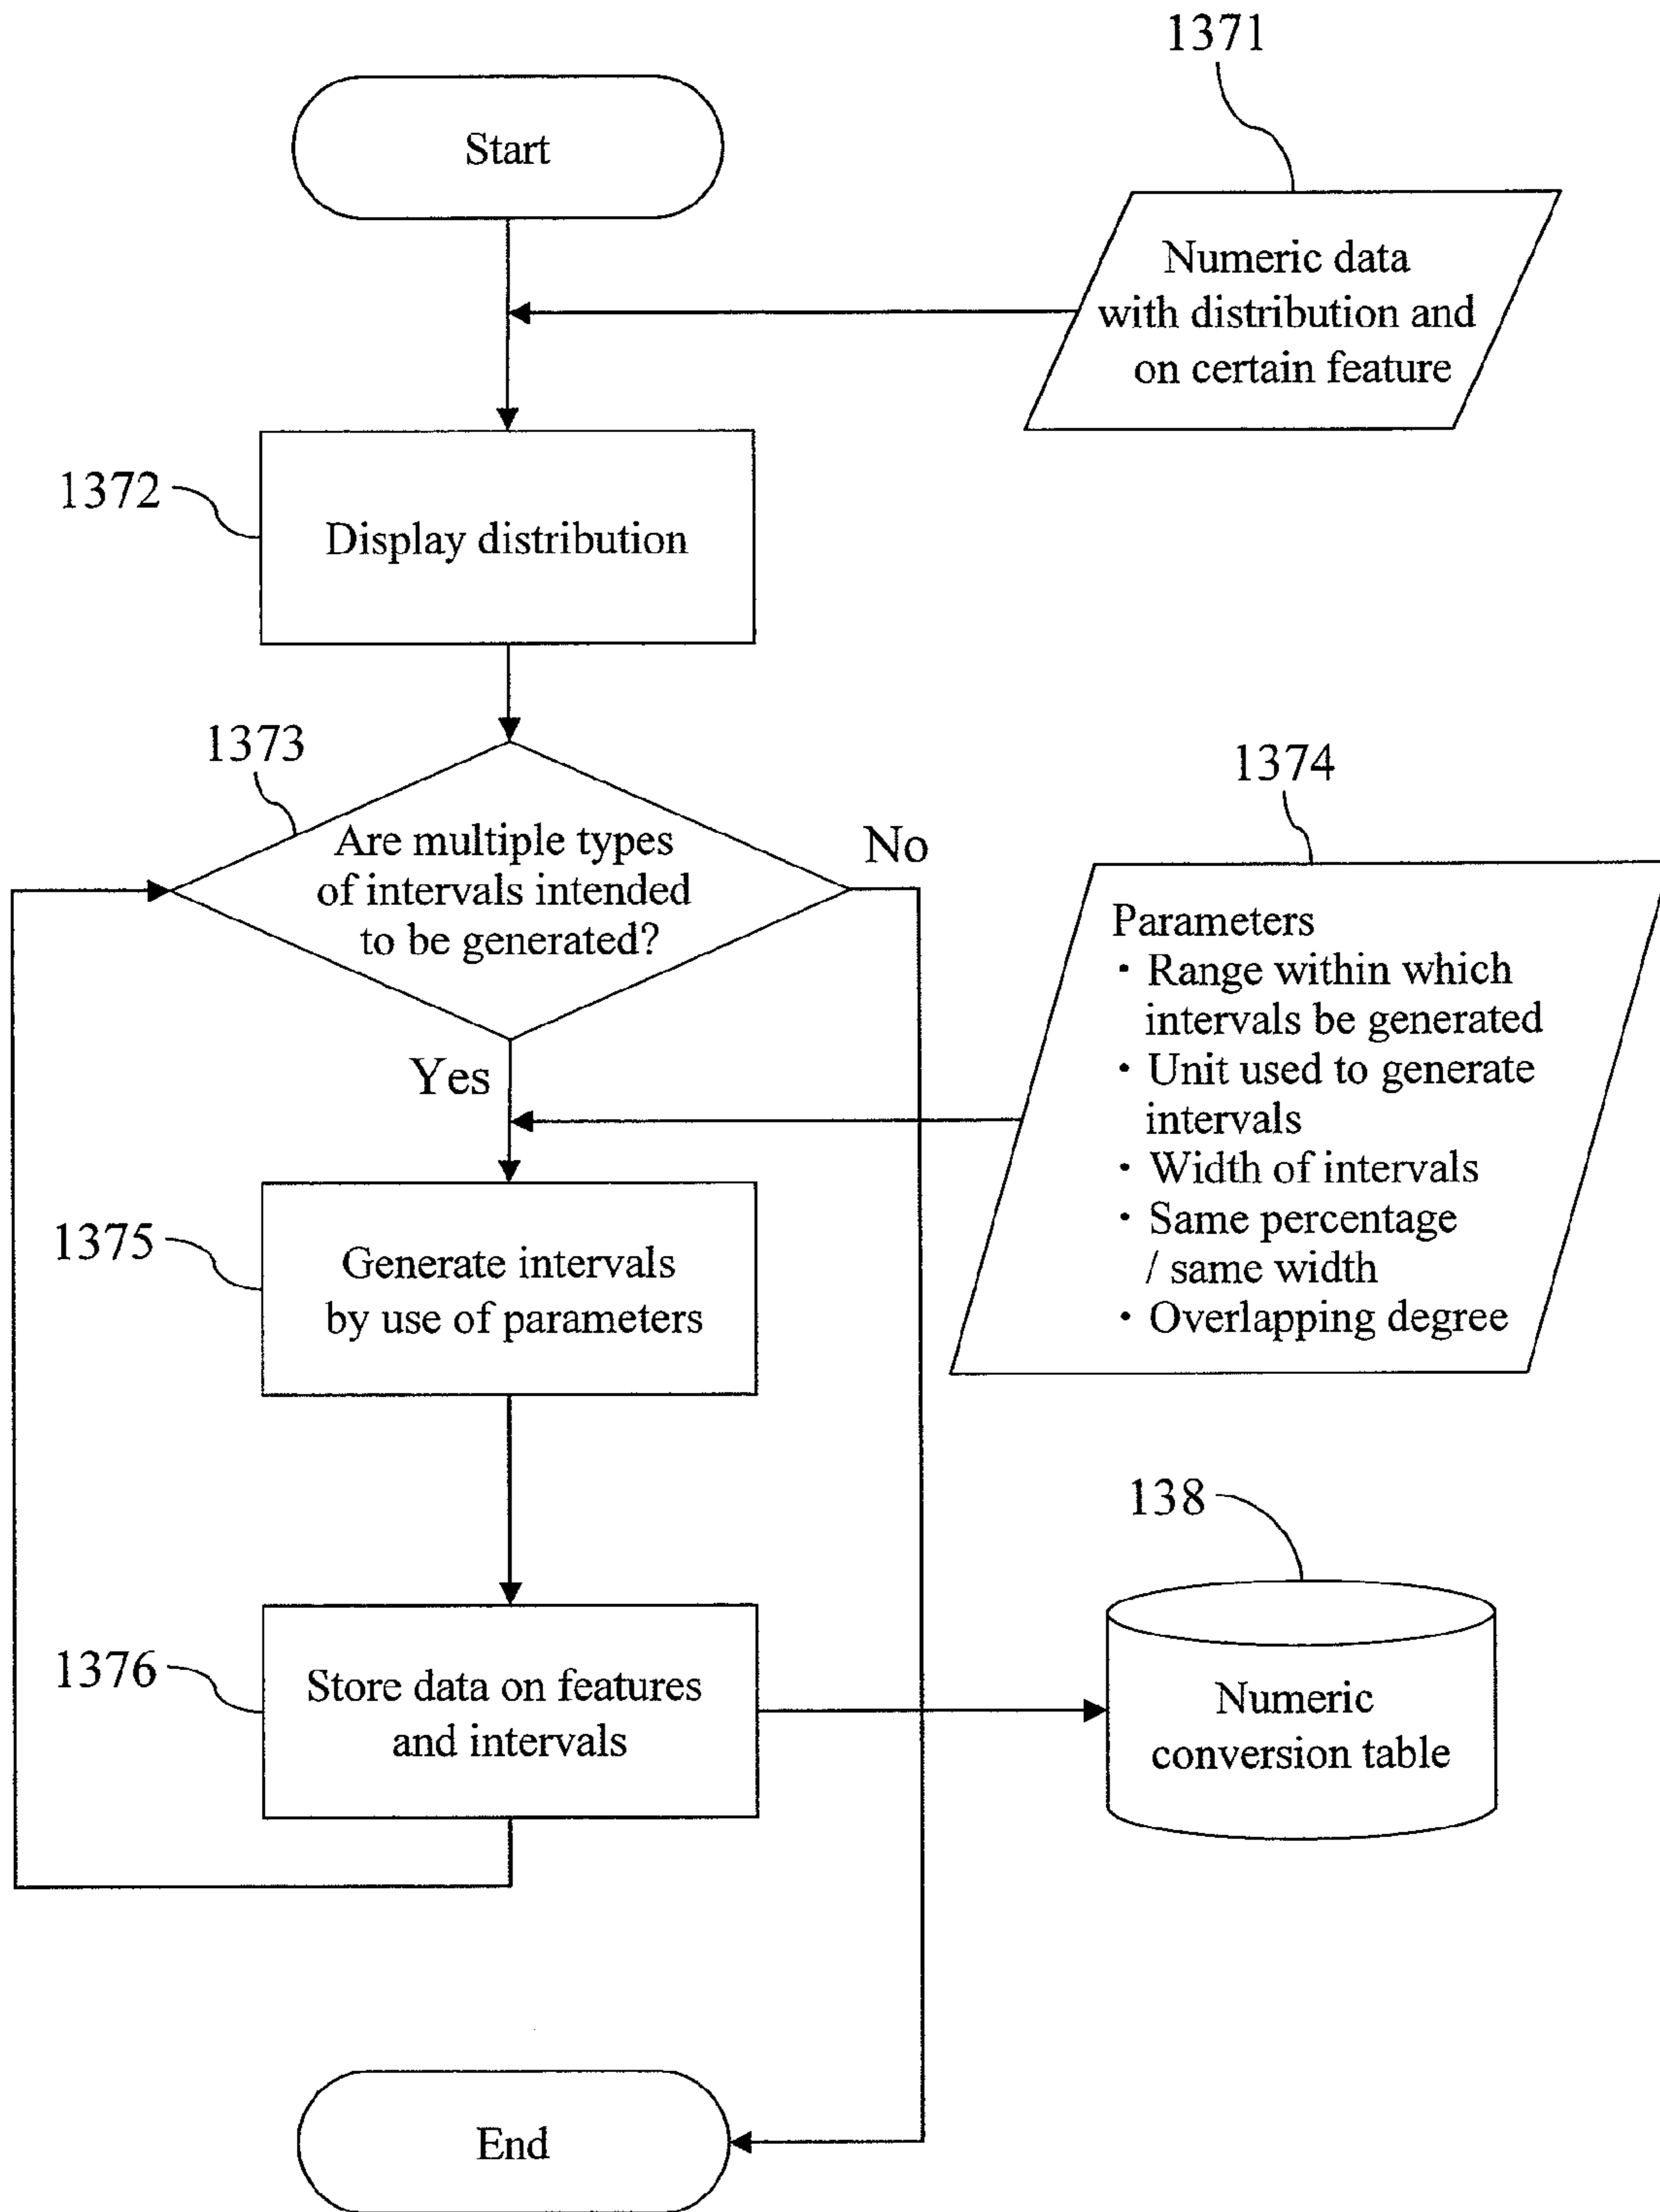 1371
Start
Numeric data
with distribution and
on certain feature
1372
Display distribution
1373
Are multiple types
of intervals intended
to be generated?
No
Yes
1374
Parameters
・Range within which
intervals be generated
・Unit used to generate
intervals
・Width of intervals
・Same percentage
/ same width
・Overlapping degree
1375
Generate intervals
by use of parameters
138
1376
Store data on features
and intervals
Numeric
conversion table
End